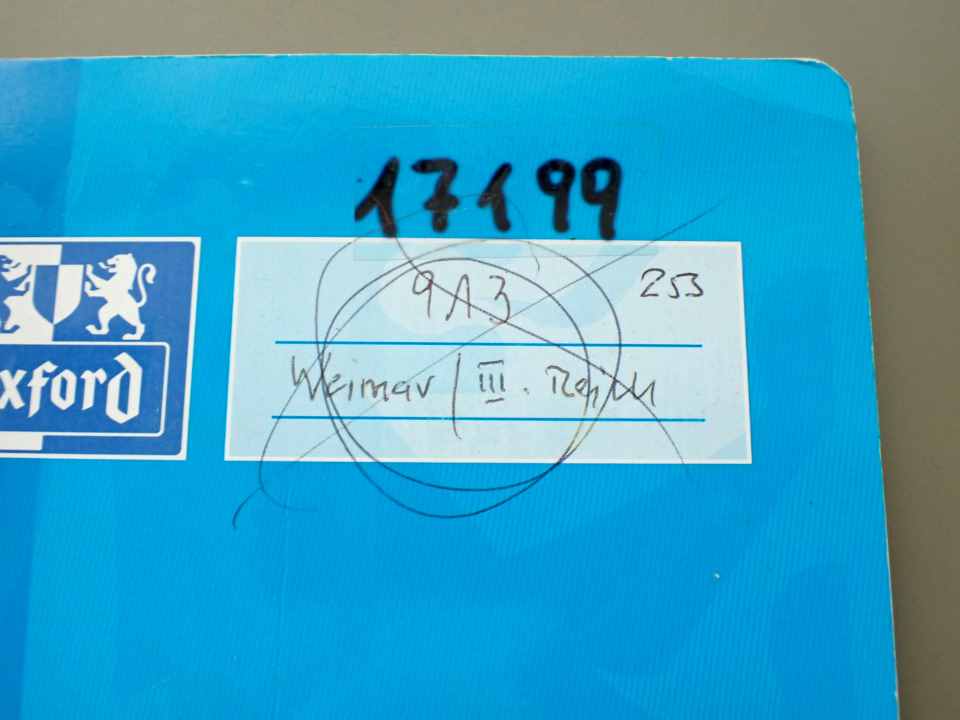 17199
9A3 253
xford
Weimar / III. Reich